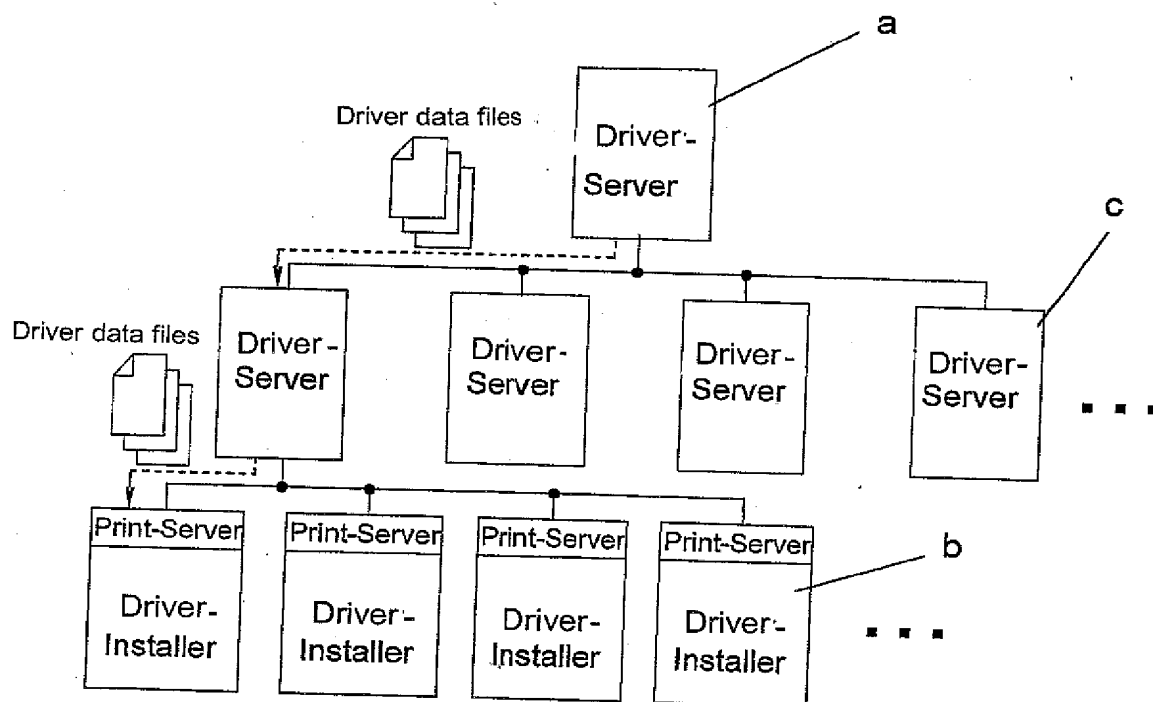 a
Driver data files
Driver-
Server
c
Driver data files
Driver-
Server
Driver-
Server
Driver-
Server
Driver-
Server
Print-Server
Print-Server
Print-Server
Print-Server
b
Driver-
Installer
Driver-
Installer
Driver-
Installer
Driver-
Installer